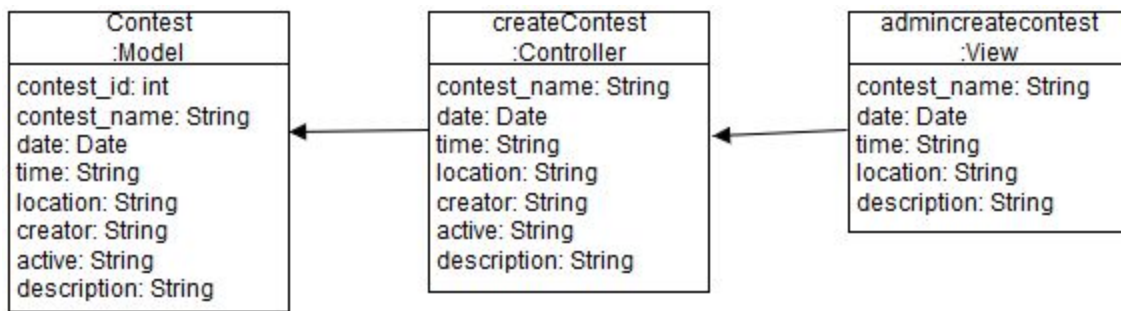 Contest
:Model
contest_id: int
contest_name: String
date: Date
time: String
location: String
creator: String
active: String
description: String
createContest
:Controller
contest_name: String
date: Date
time: String
location: String
creator: String
active: String
description: String
admincreatecontest
:View
contest_name: String
date: Date
time: String
location: String
description: String